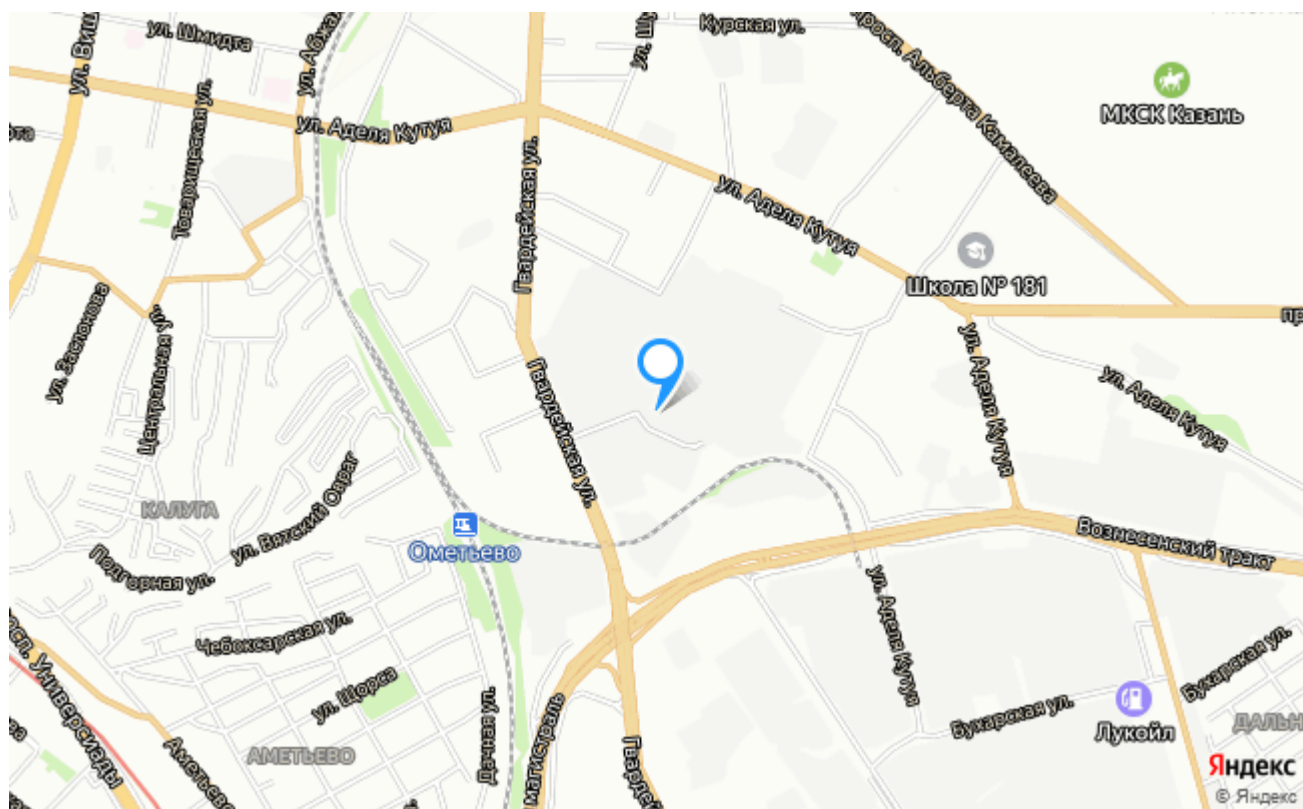 ул. Шмидта
Курская ул.
просп. Альберта Камалеева
МКСК Казань
ул. Аделя Кутуя
Товарищеская ул.
Гвардейская ул.
ул. Аделя Кутуя
Школа № 181
ул. Заслонова
Центральная ул.
Гвардейская ул.
ул. Аделя Кутуя
ул. Аделя Кутуя
КАЛУГА
ул. Вятский Овраг
Ометьево
Вознесенский тракт
Подгорная ул.
ул. Аделя Кутуя
Чебоксарская ул.
Бухарская ул.
ул. Щорса
Дачная ул.
Бухарская ул.
Лукойл
АМЕТЬЕВО
магистраль
Яндекс
© Яндекс